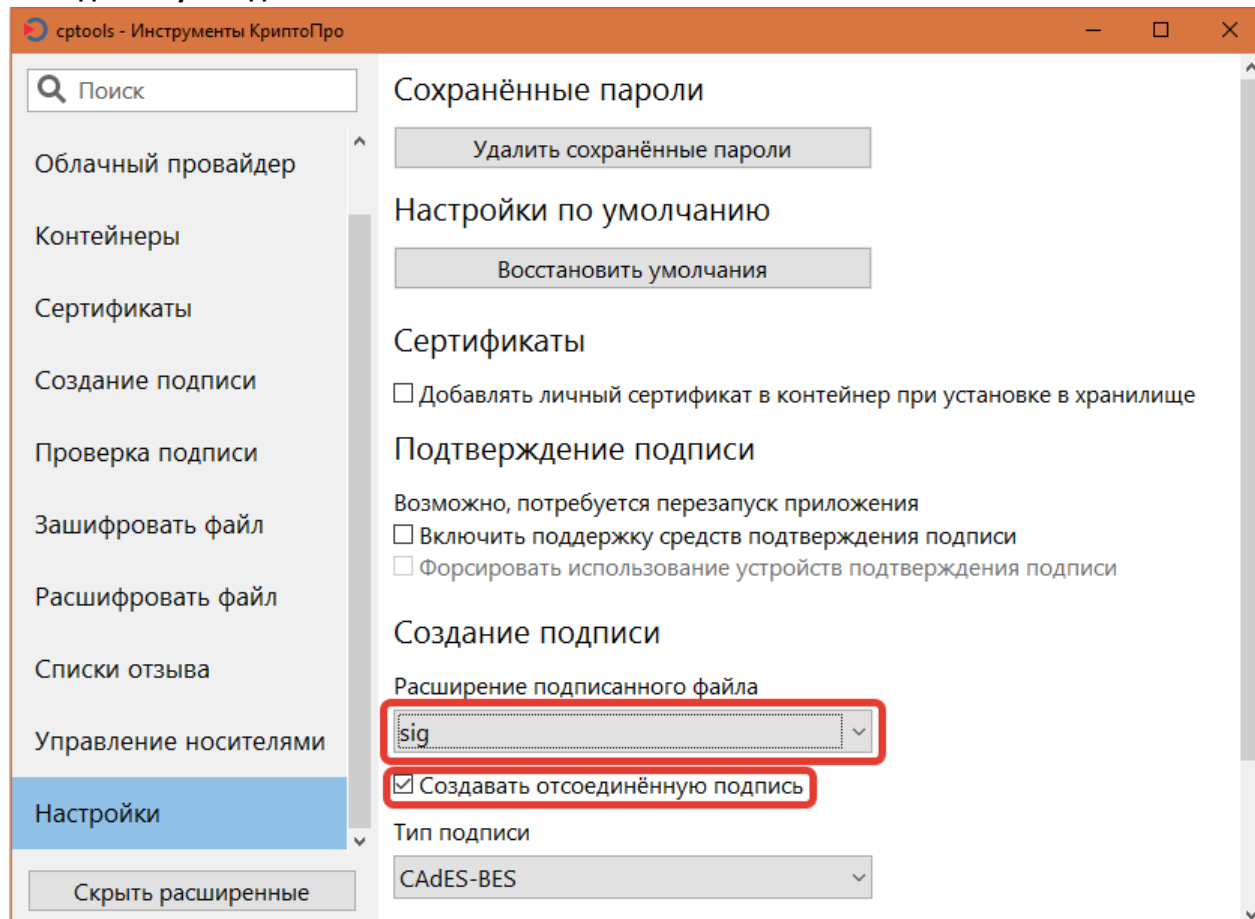 cptools - Инструменты КриптоПро
Поиск
Облачный провайдер
Контейнеры
Сертификаты
Создание подписи
Проверка подписи
Зашифровать файл
Расшифровать файл
Списки отзыва
Управление носителями
Настройки
Скрыть расширенные
Сохранённые пароли
Удалить сохранённые пароли
Настройки по умолчанию
Восстановить умолчания
Сертификаты
Добавлять личный сертификат в контейнер при установке в хранилище
Подтверждение подписи
Возможно, потребуется перезапуск приложения
Включить поддержку средств подтверждения подписи
Форсировать использование устройств подтверждения подписи
Создание подписи
Расширение подписанного файла
sig
Создавать отсоединённую подпись
Тип подписи
CAdES-BES